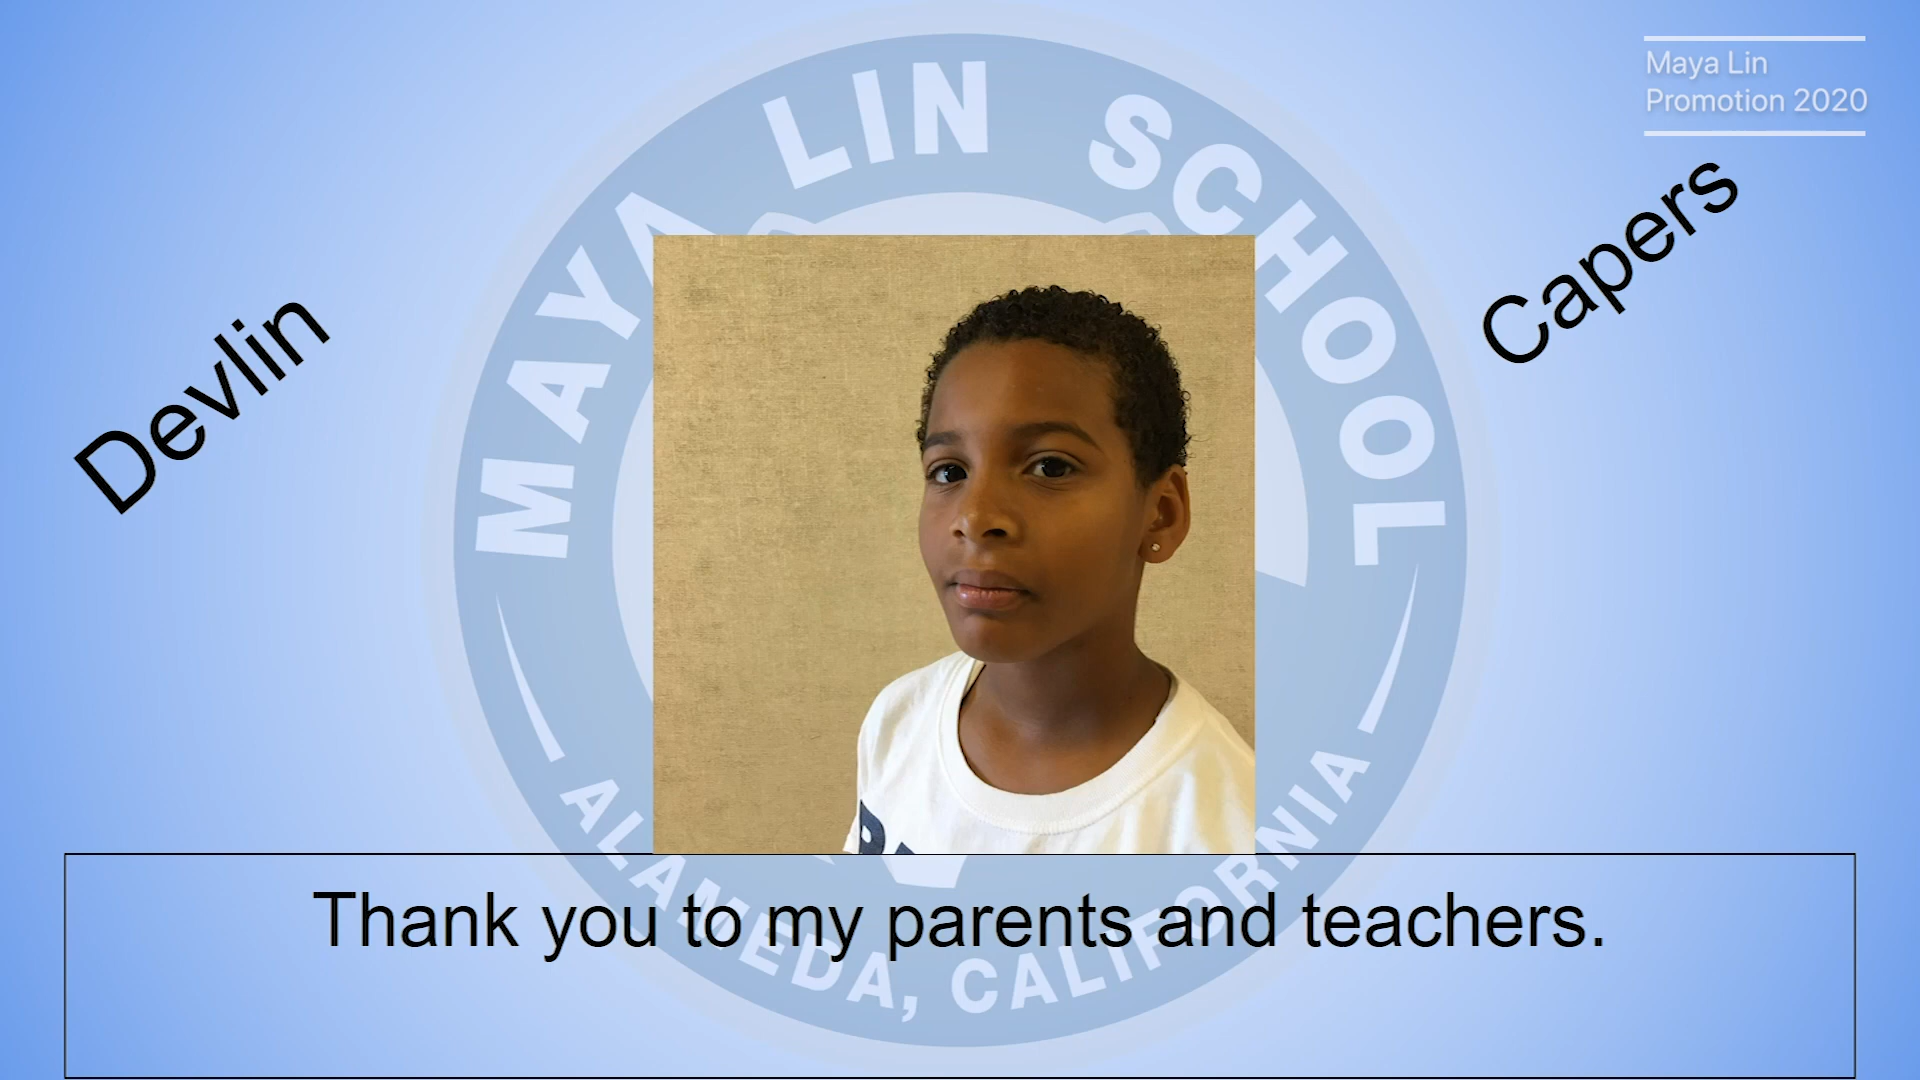 Maya Lin
Promotion 2020
MAYA LIN SCHOOL
Devlin
Capers
Thank you to my parents and teachers.
ALAMEDA, CALIFORNIA